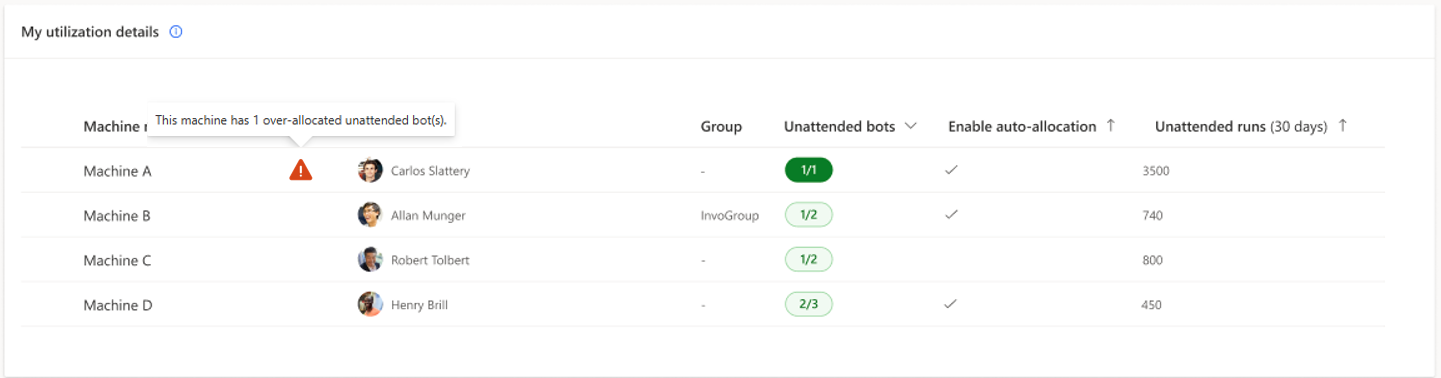 My utilization details
This machine has 1 over-allocated unattended bot(s).
Machine Group Unattended bots Enable auto-allocation Unattended runs (30 days)
Machine A Carlos Slattery - 1/1 3500
Machine B Allan Munger InvoGroup 1/2 740
Machine C Robert Tolbert - 1/2 800
Machine D Henry Brill - 2/3 450